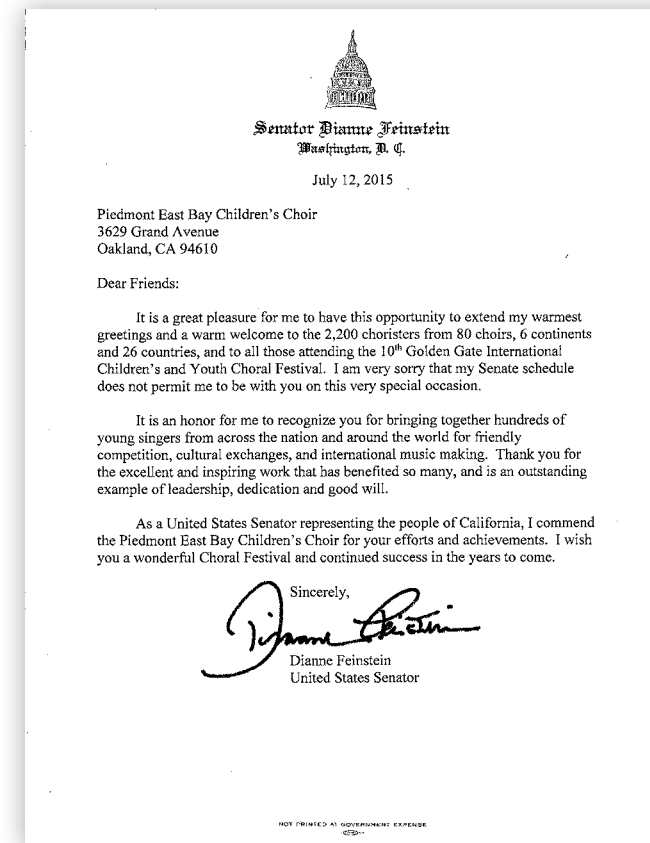 Senator Dianne Feinstein
Washington, D. C.
July 12, 2015
Piedmont East Bay Children's Choir
3629 Grand Avenue
Oakland, CA 94610
Dear Friends:
It is a great pleasure for me to have this opportunity to extend my warmest
greetings and a warm welcome to the 2,200 choristers from 80 choirs, 6 continents
and 26 countries, and to all those attending the 10th Golden Gate International
Children's and Youth Choral Festival. I am very sorry that my Senate schedule
does not permit me to be with you on this very special occasion.
It is an honor for me to recognize you for bringing together hundreds of
young singers from across the nation and around the world for friendly
competition, cultural exchanges, and international music making. Thank you for
the excellent and inspiring work that has benefited so many, and is an outstanding
example of leadership, dedication and good will.
As a United States Senator representing the people of California, I commend
the Piedmont East Bay Children's Choir for your efforts and achievements. I wish
you a wonderful Choral Festival and continued success in the years to come.
Sincerely,
Dianne Feinstein
Dianne Feinstein
United States Senator
NOT PRINTED AT GOVERNMENT EXPENSE